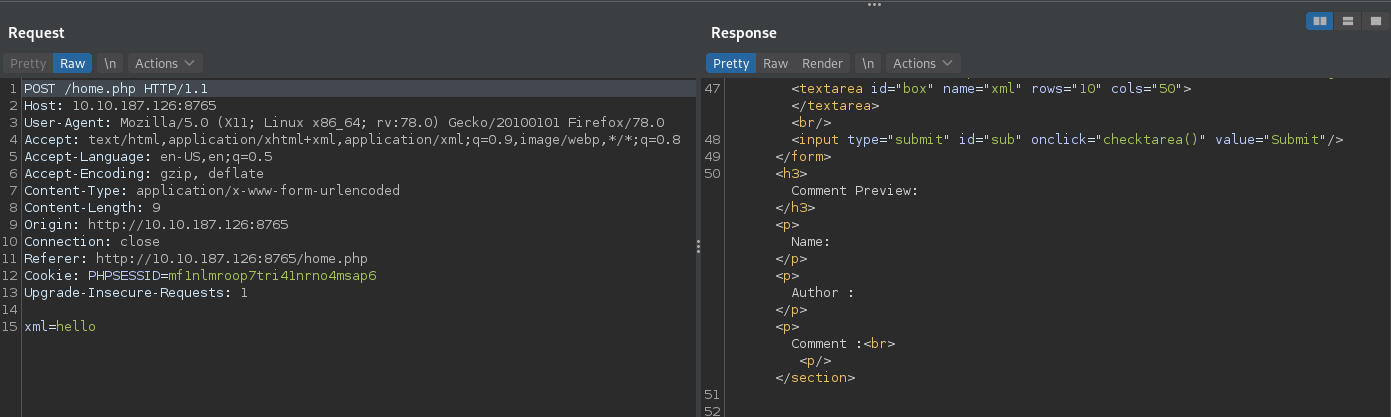 Request
Pretty Raw \n Actions
1 POST /home.php HTTP/1.1
2 Host: 10.10.187.126:8765
3 User-Agent: Mozilla/5.0 (X11; Linux x86_64; rv:78.0) Gecko/20100101 Firefox/78.0
4 Accept: text/html,application/xhtml+xml,application/xml;q=0.9,image/webp,*/*;q=0.8
5 Accept-Language: en-US,en;q=0.5
6 Accept-Encoding: gzip, deflate
7 Content-Type: application/x-www-form-urlencoded
8 Content-Length: 9
9 Origin: http://10.10.187.126:8765
10 Connection: close
11 Referer: http://10.10.187.126:8765/home.php
12 Cookie: PHPSESSID=mf1nlmroop7tri41nrno4msap6
13 Upgrade-Insecure-Requests: 1
14
15 xml=hello
Response
Pretty Raw Render \n Actions
47 <textarea id="box" name="xml" rows="10" cols="50">
</textarea>
<br/>
48 <input type="submit" id="sub" onclick="checktarea()" value="Submit"/>
49 </form>
50 <h3>
Comment Preview:
</h3>
<p>
Name:
</p>
<p>
Author :
</p>
<p>
Comment :<br>
<p/>
</section>
51
52